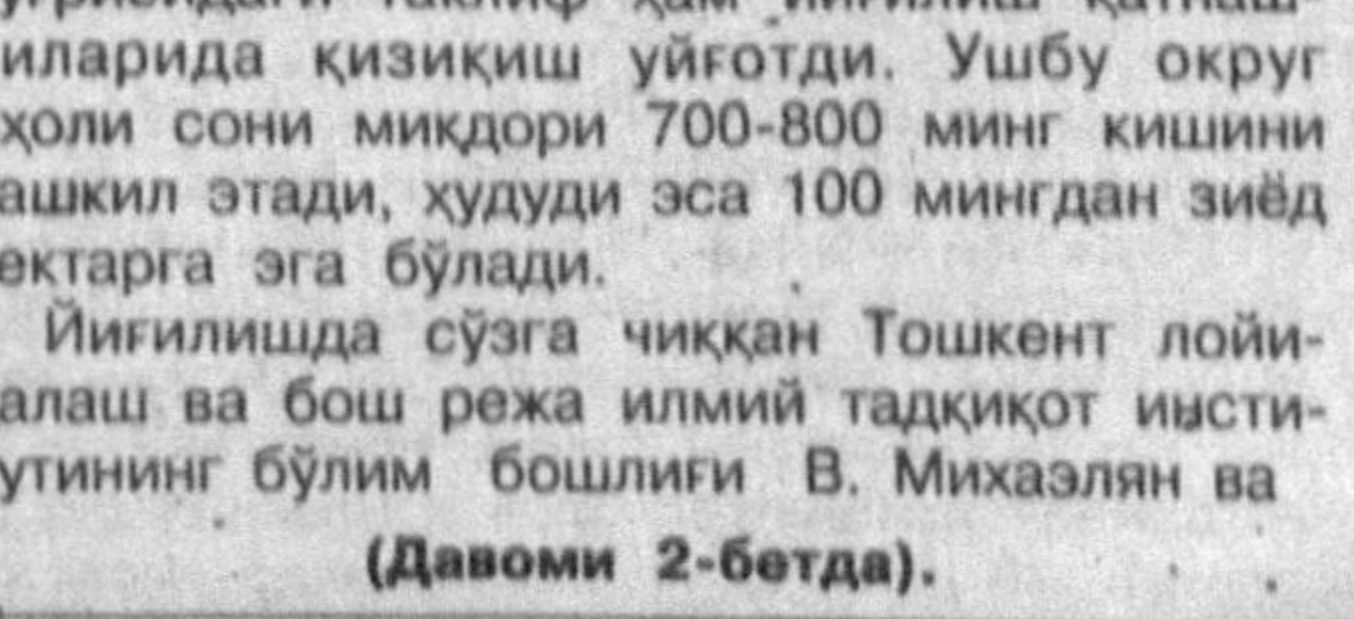 иларида қизиқиш уйғотди. Ушбу округ
ҳоли сони миқдори 700-800 минг кишини
ашкил этади, ҳудуди эса 100 мингдан зиёд
ектарга эга бўлади.
Йиғилишда сўзга чиққан Тошкент лойи-
алаш ва бош режа илмий тадқиқот инсти-
утининг бўлим бошлиғи В. Михаэлян ва
(Давоми 2-бетда).